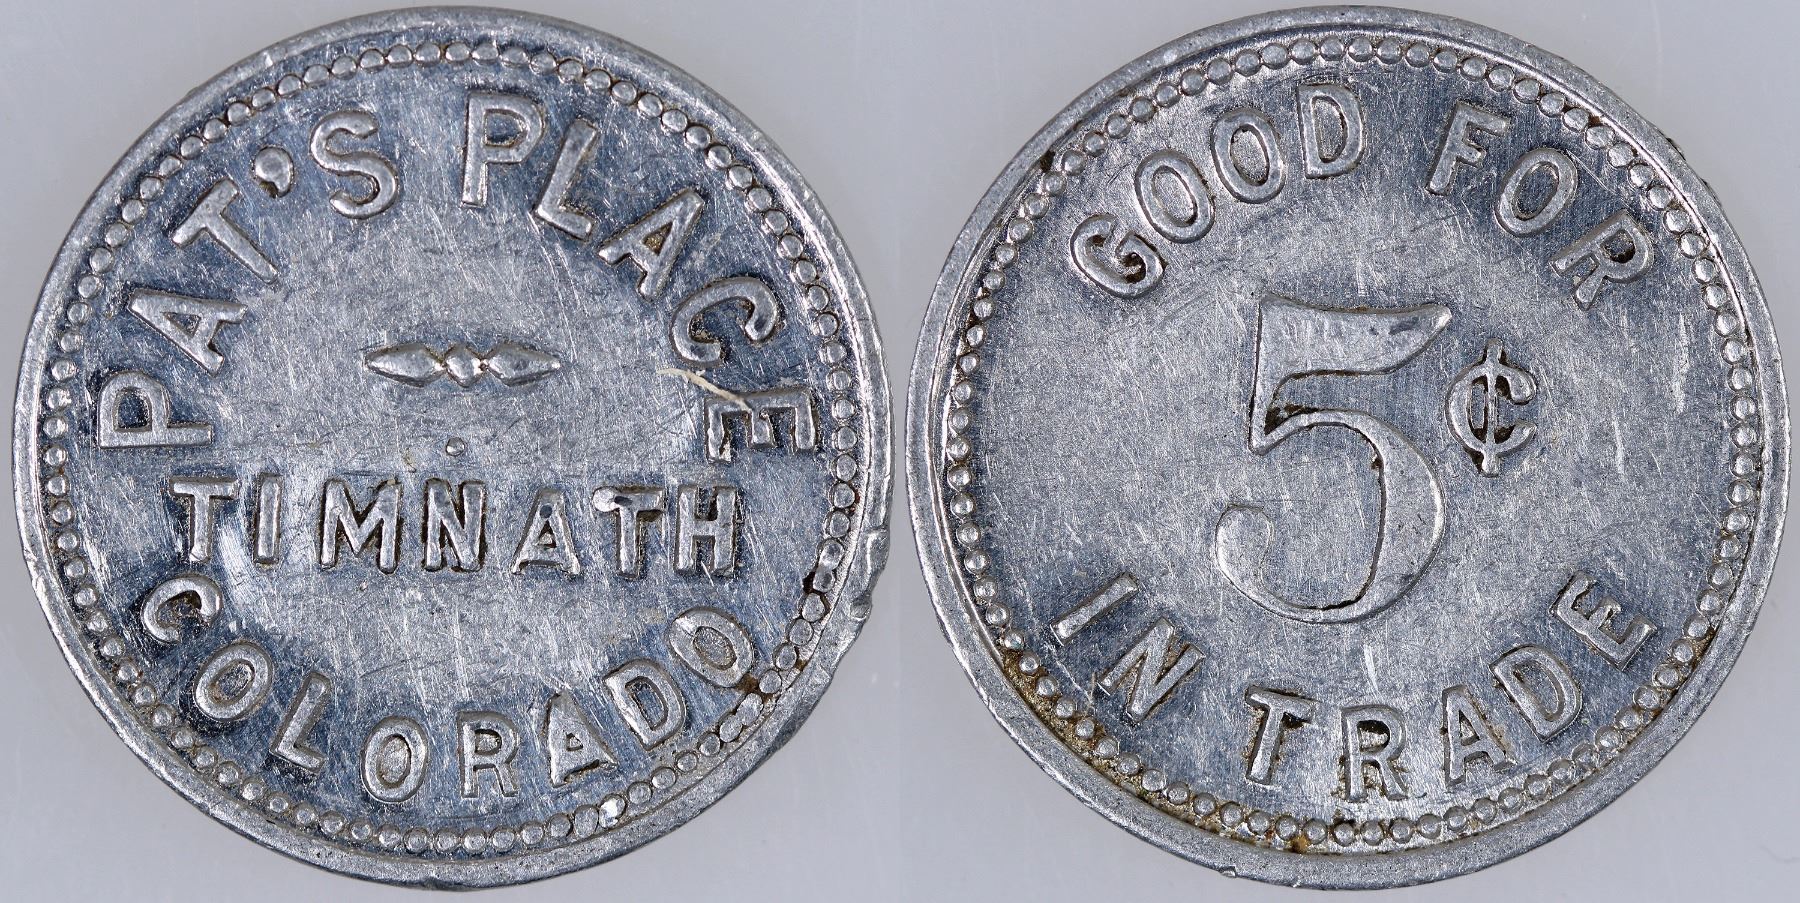 PAT'S PLACE
TIMNATH
COLORADO
GOOD FOR
5¢
IN TRADE